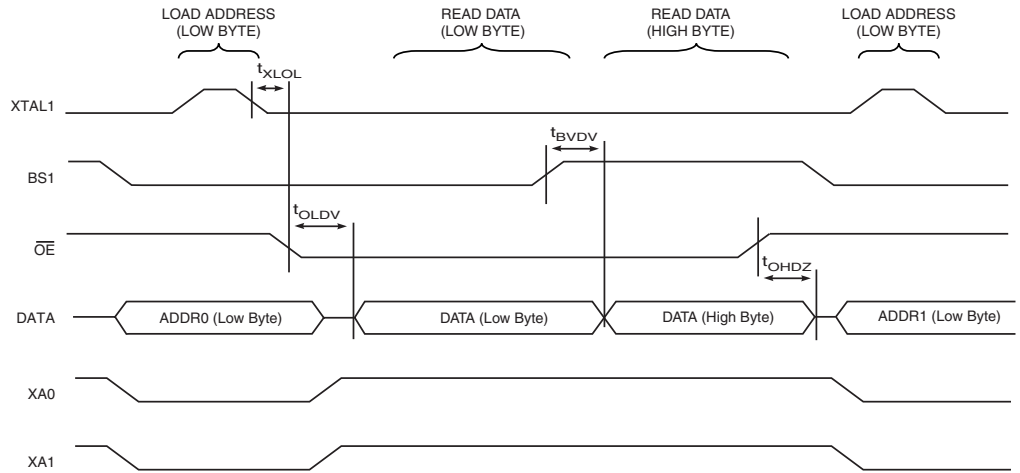 LOAD ADDRESS
(LOW BYTE)
READ DATA
(LOW BYTE)
READ DATA
(HIGH BYTE)
LOAD ADDRESS
(LOW BYTE)
tXLOL
XTAL1
tBVDV
BS1
tOLDV
OE
tOHDZ
DATA
ADDR0 (Low Byte)
DATA (Low Byte)
DATA (High Byte)
ADDR1 (Low Byte)
XA0
XA1